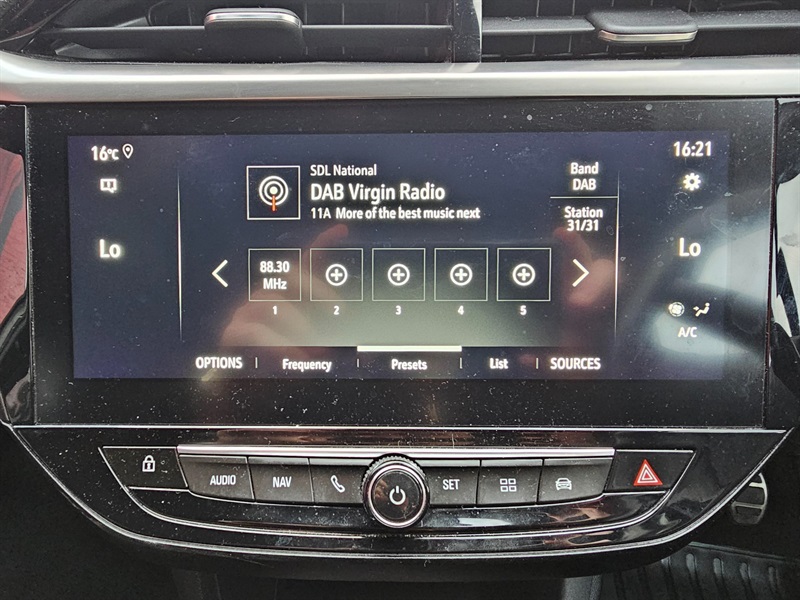 16°C
16:21
SDL National
DAB Virgin Radio
11A More of the best music next
Band
DAB
Station
31/31
Lo
Lo
88.30
MHz
1
2
3
4
5
A/C
OPTIONS
Frequency
Presets
List
SOURCES
AUDIO
NAV
SET